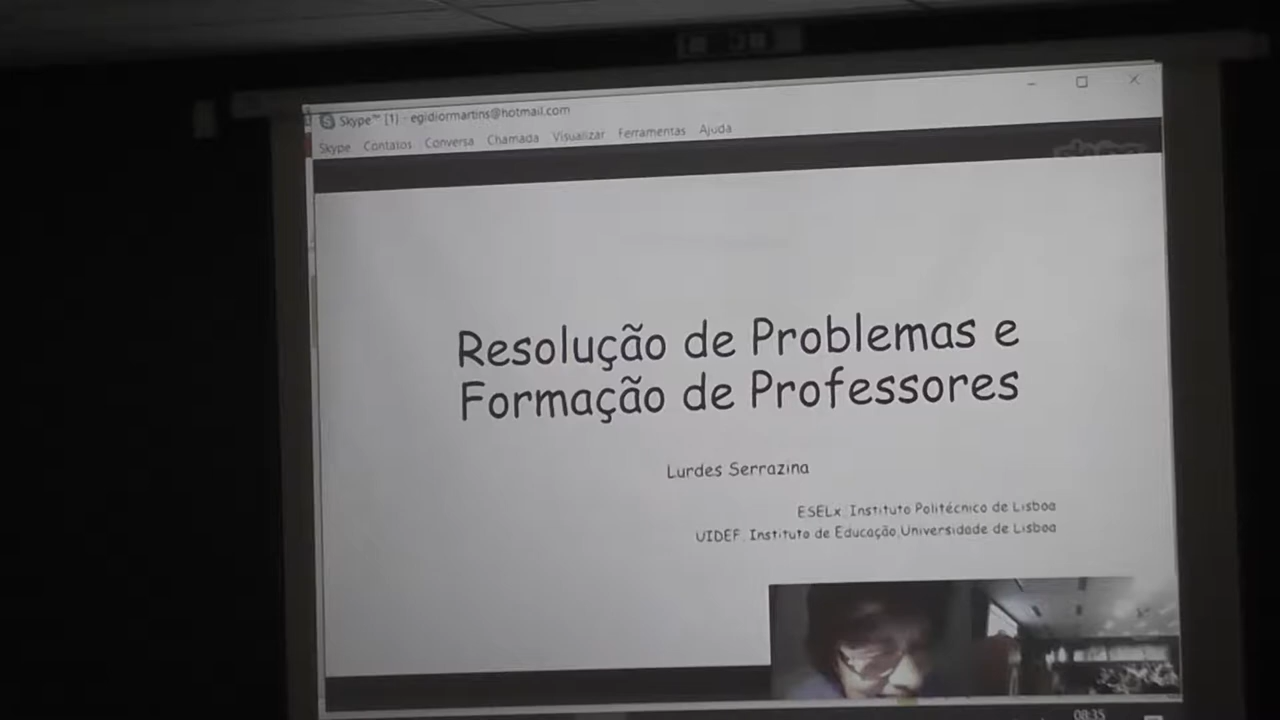 Skype™ [1] - egidiormartins@hotmail.com
Skype Contatos Conversa Chamada Visualizar Ferramentas Ajuda
Resolução de Problemas e
Formação de Professores
Lurdes Serrazina
ESELx, Instituto Politécnico de Lisboa
UIDEF, Instituto de Educação,Universidade de Lisboa
08:35